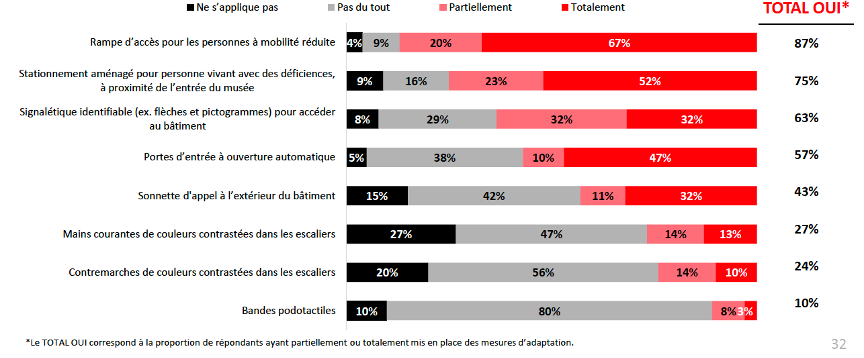 Ne s'applique pas Pas du tout Partiellement Totalement TOTAL OUI*
Rampe d'accès pour les personnes à mobilité réduite 4% 9% 20% 67% 87%
Stationnement aménagé pour personne vivant avec des déficiences,
à proximité de l'entrée du musée 9% 16% 23% 52% 75%
Signalétique identifiable (ex. flèches et pictogrammes) pour accéder
au bâtiment 8% 29% 32% 32% 63%
Portes d'entrée à ouverture automatique 5% 38% 10% 47% 57%
Sonnette d'appel à l'extérieur du bâtiment 15% 42% 11% 32% 43%
Mains courantes de couleurs contrastées dans les escaliers 27% 47% 14% 13% 27%
Contremarches de couleurs contrastées dans les escaliers 20% 56% 14% 10% 24%
Bandes podotactiles 10% 80% 8% 3% 10%
*Le TOTAL OUI correspond à la proportion de répondants ayant partiellement ou totalement mis en place des mesures d'adaptation.
32